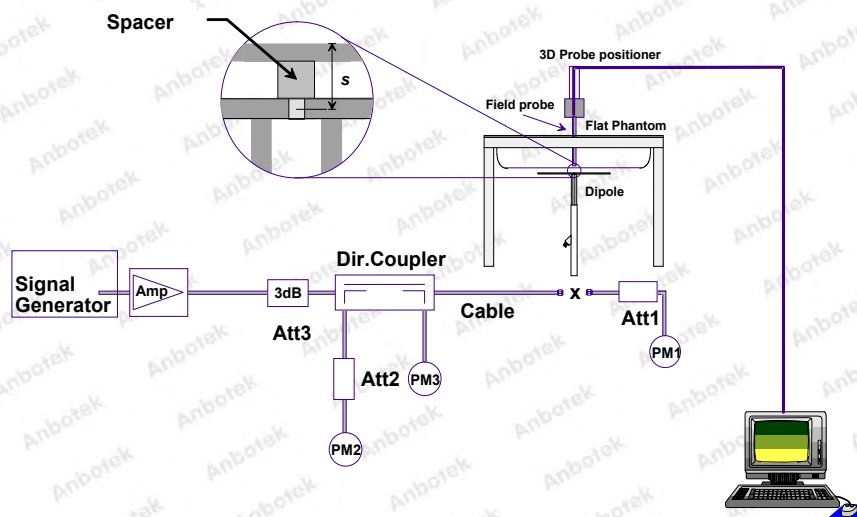 Spacer
s
3D Probe positioner
Field probe
Flat Phantom
Dipole
Signal
Generator
Amp
3dB
Att3
Dir.Coupler
Cable
x
Att1
PM1
Att2
PM3
PM2
Anbotek